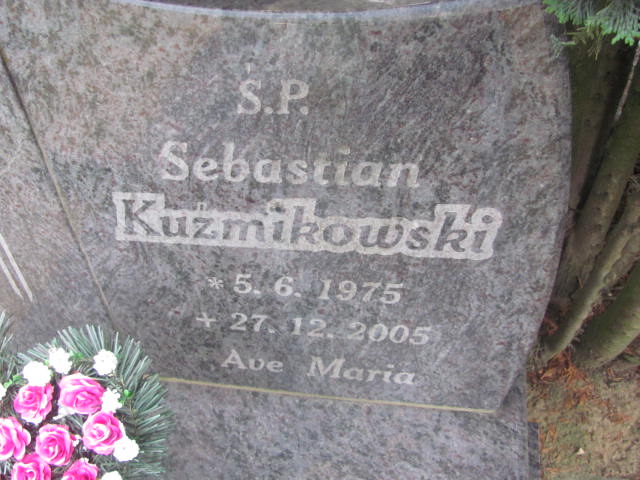 Ś.P.
Sebastian
Kuźmikowski
* 5. 6. 1975
+ 27. 12. 2005
Ave Maria